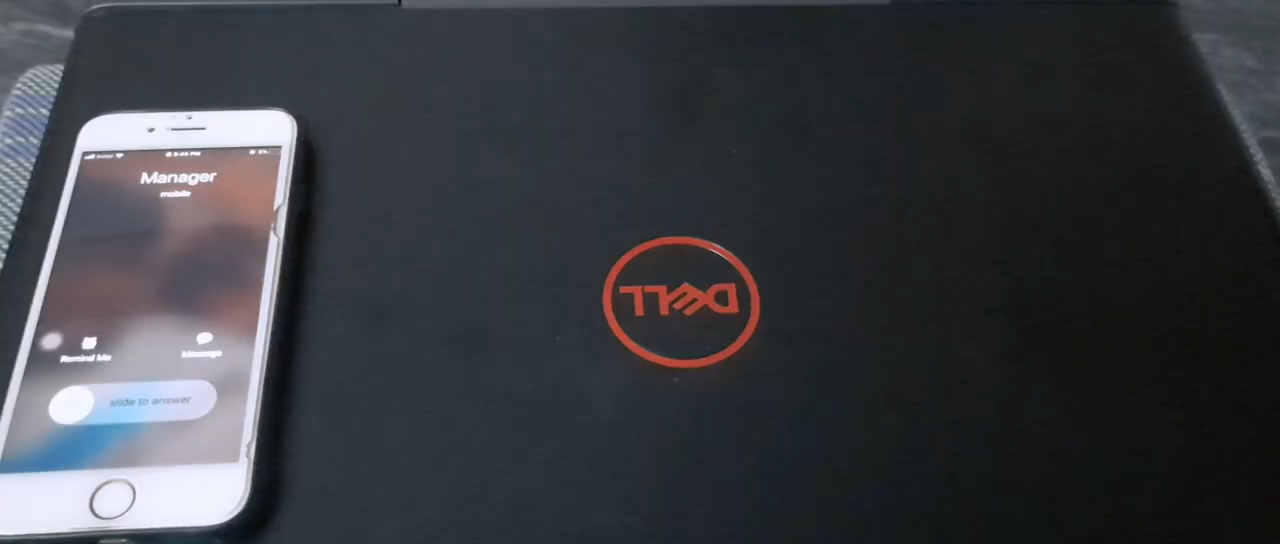 Manager
mobile
Remind Me
Message
slide to answer
DELL